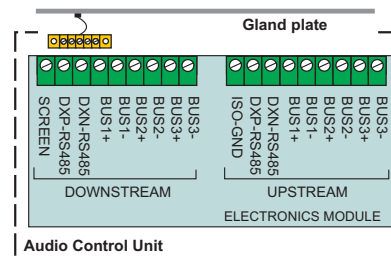 Gland plate
SCREEN
DXP-RS485
DXN-RS485
BUS1+
BUS1-
BUS2+
BUS2-
BUS3+
BUS3-
ISO-GND
DXP-RS485
DXN-RS485
BUS1+
BUS1-
BUS2+
BUS2-
BUS3+
BUS3-
DOWNSTREAM
UPSTREAM
ELECTRONICS MODULE
Audio Control Unit